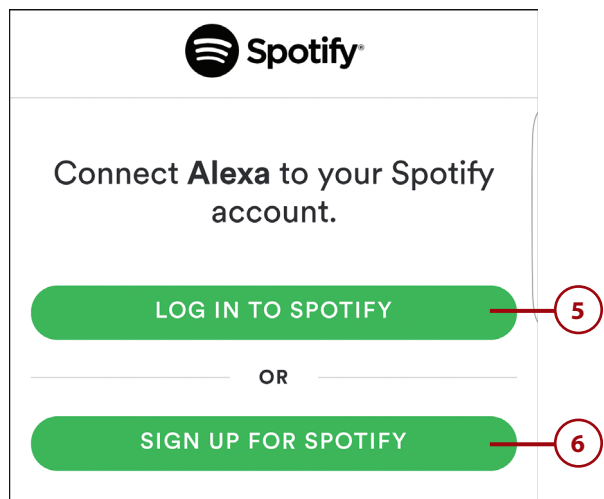 Spotify®
Connect Alexa to your Spotify
account.
LOG IN TO SPOTIFY
5
OR
SIGN UP FOR SPOTIFY
6